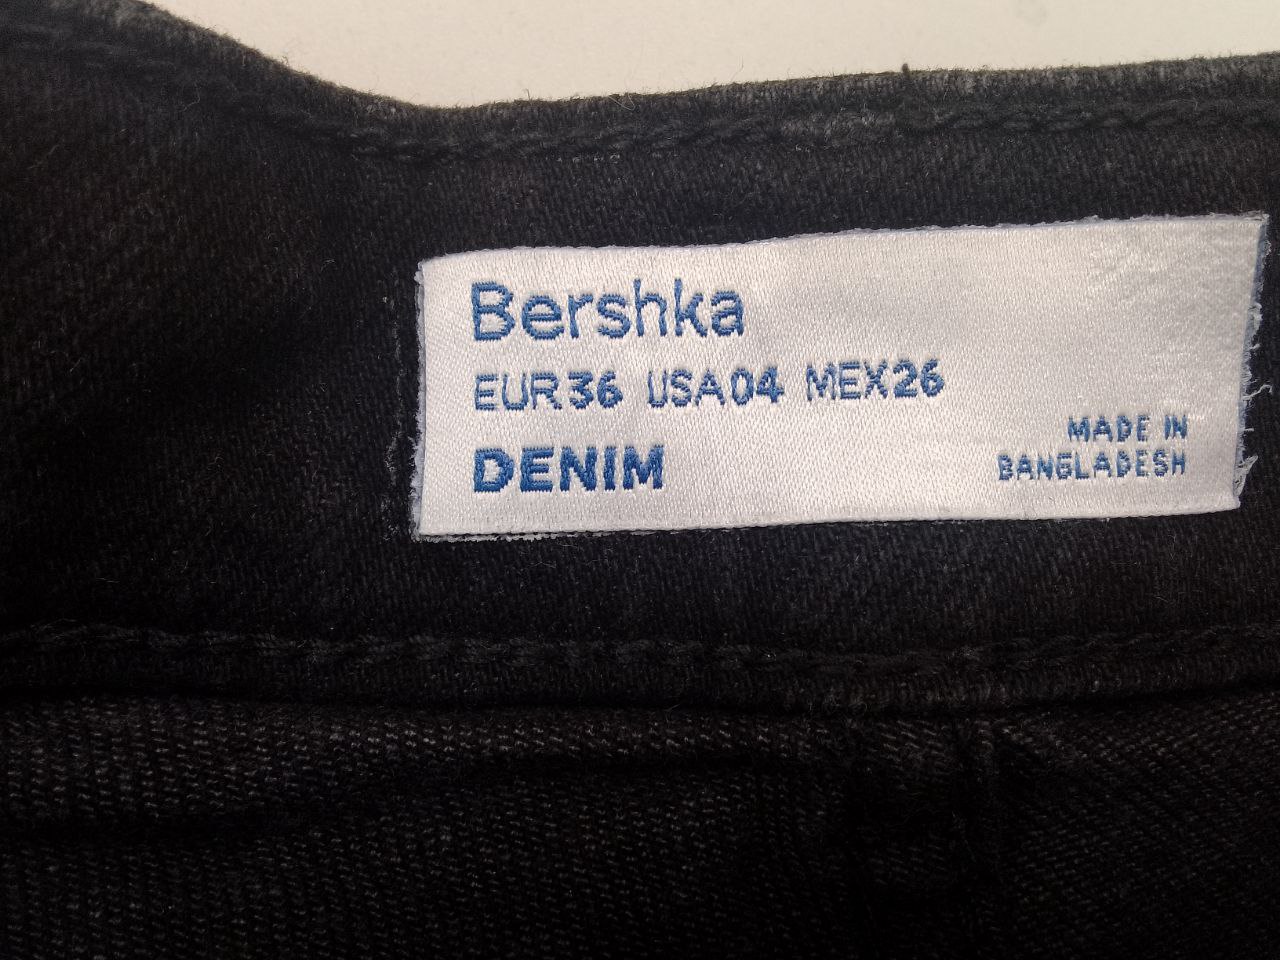 Bershka
EUR36 USA04 MEX26
DENIM
MADE IN
BANGLADESH